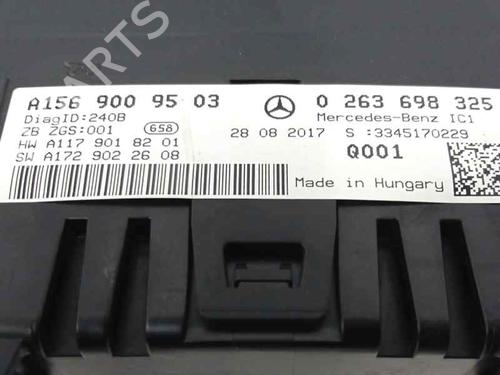 A156 900 95 03
DiagID:240B
ZB ZGS:001 658
HW A117 901 82 01
SW A172 902 26 08
28 08 2017
0 263 698 325
Mercedes-Benz IC1
S :3345170229
Q001
Made in Hungary